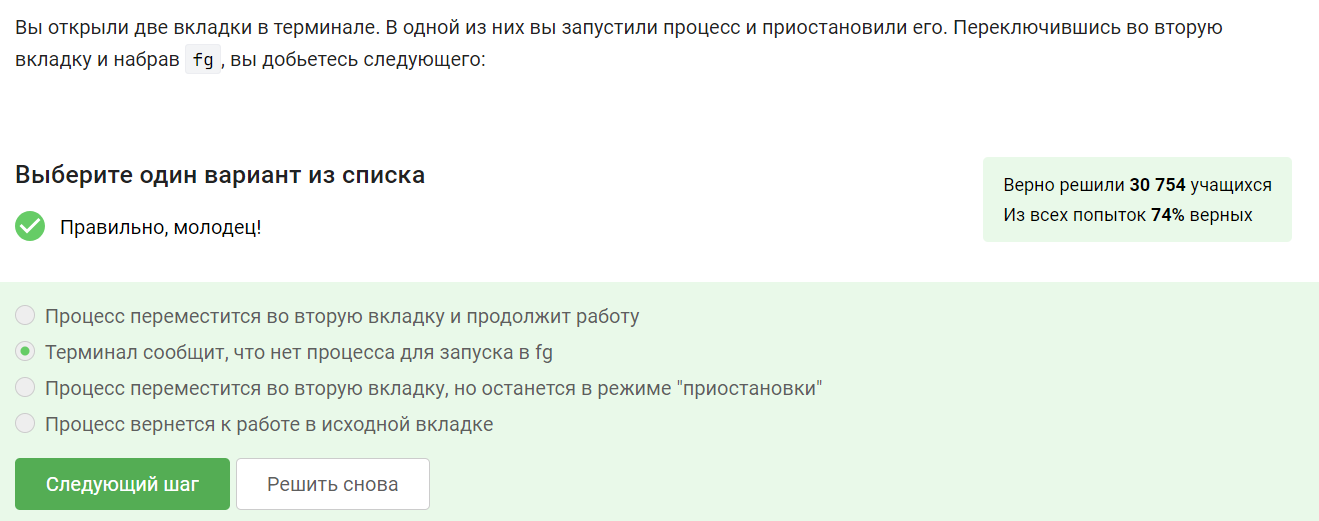 Вы открыли две вкладки в терминале. В одной из них вы запустили процесс и приостановили его. Переключившись во вторую
вкладку и набрав fg, вы добьетесь следующего:
Выберите один вариант из списка
Правильно, молодец!
Верно решили 30 754 учащихся
Из всех попыток 74% верных
Процесс переместится во вторую вкладку и продолжит работу
Терминал сообщит, что нет процесса для запуска в fg
Процесс переместится во вторую вкладку, но останется в режиме "приостановки"
Процесс вернется к работе в исходной вкладке
Следующий шаг
Решить снова